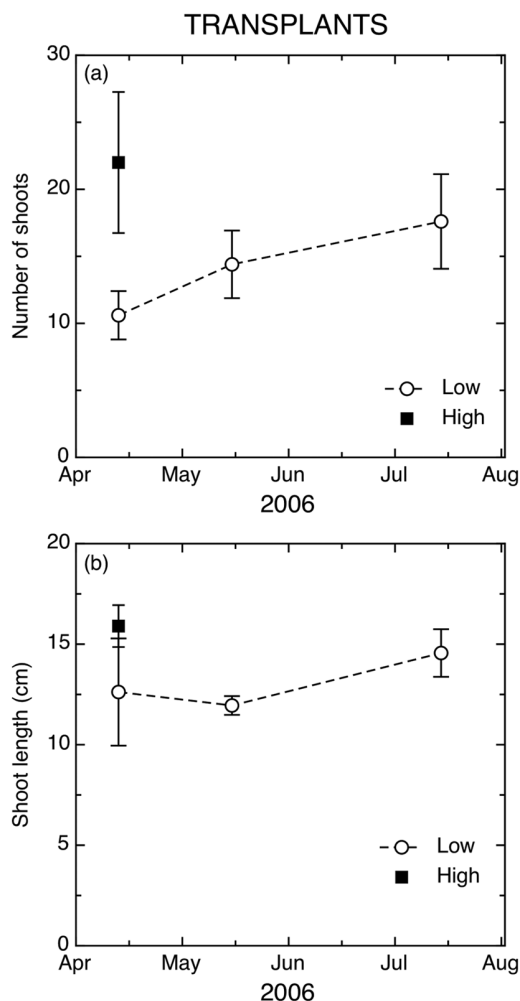 TRANSPLANTS
(a)
30
20
10
0
Number of shoots
Low
High
Apr May Jun Jul Aug
2006
(b)
20
15
10
5
0
Shoot length (cm)
Low
High
Apr May Jun Jul Aug
2006